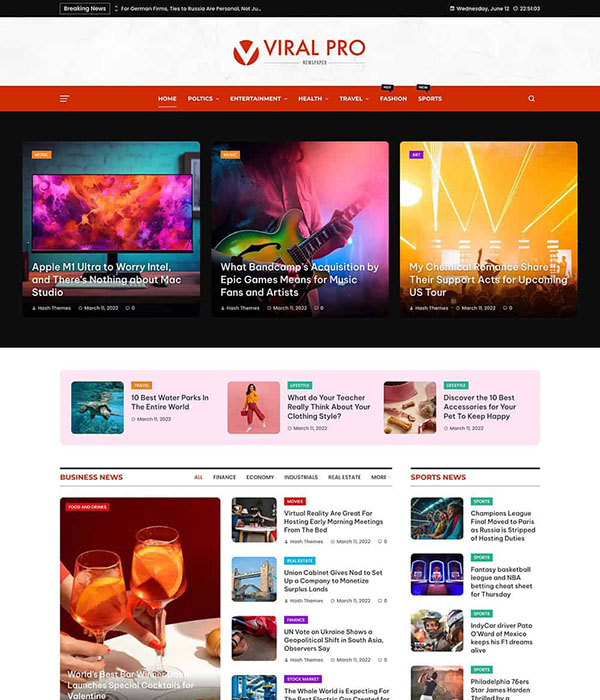 Breaking News
For German Firms, Ties to Russia Are Personal, Not Ju...
Wednesday, June 12
22:51:03
VIRAL PRO
NEWSPAPER
HOT
NEW
HOME
POLTICS
ENTERTAINMENT
HEALTH
TRAVEL
FASHION
SPORTS
MUSIC
Apple M1 Ultra to Worry Intel,
and There's Nothing about Mac
Studio
Hash Themes
March 11, 2022
0
MUSIC
What Bandcamp's Acquisition by
Epic Games Means for Music
Fans and Artists
Hash Themes
March 11, 2022
0
ART
My Chemical Romance Share
Their Support Acts for Upcoming
US Tour
Hash Themes
March 11, 2022
0
TRAVEL
10 Best Water Parks In
The Entire World
March 11, 2022
LIFESTYLE
What do your Teacher
Really Think About Your
Clothing Style?
March 11, 2022
LIFESTYLE
Discover the 10 Best
Accessories for Your
Pet To Keep Happy
March 11, 2022
BUSINESS NEWS
ALL
FINANCE
ECONOMY
INDUSTRIALS
REAL ESTATE
MORE
FOOD AND DRINKS
World's Best Bar
Launches Special Cocktails for
Valentine
MOVIES
Virtual Reality Are Great For
Hosting Early Morning Meetings
From The Bed
Hash Themes
March 11, 2022
0
REAL ESTATE
Union Cabinet Gives Nod to Set
Up a Company to Monetize
Surplus Lands
Hash Themes
March 11, 2022
0
FINANCE
UN Vote on Ukraine Shows a
Geopolitical Shift in South Asia,
Observers Say
Hash Themes
March 11, 2022
0
STOCK MARKET
The Whole World is Expecting For
SPORTS NEWS
SPORTS
Champions League
Final Moved to Paris
as Russia is Stripped
of Hosting Duties
SPORTS
Fantasy basketball
league and NBA
betting cheat sheet
for Thursday
SPORTS
IndyCar driver Pato
O'Ward of Mexico
keeps his F1 dreams
alive
SPORTS
Philadelphia 76ers
Star James Harden